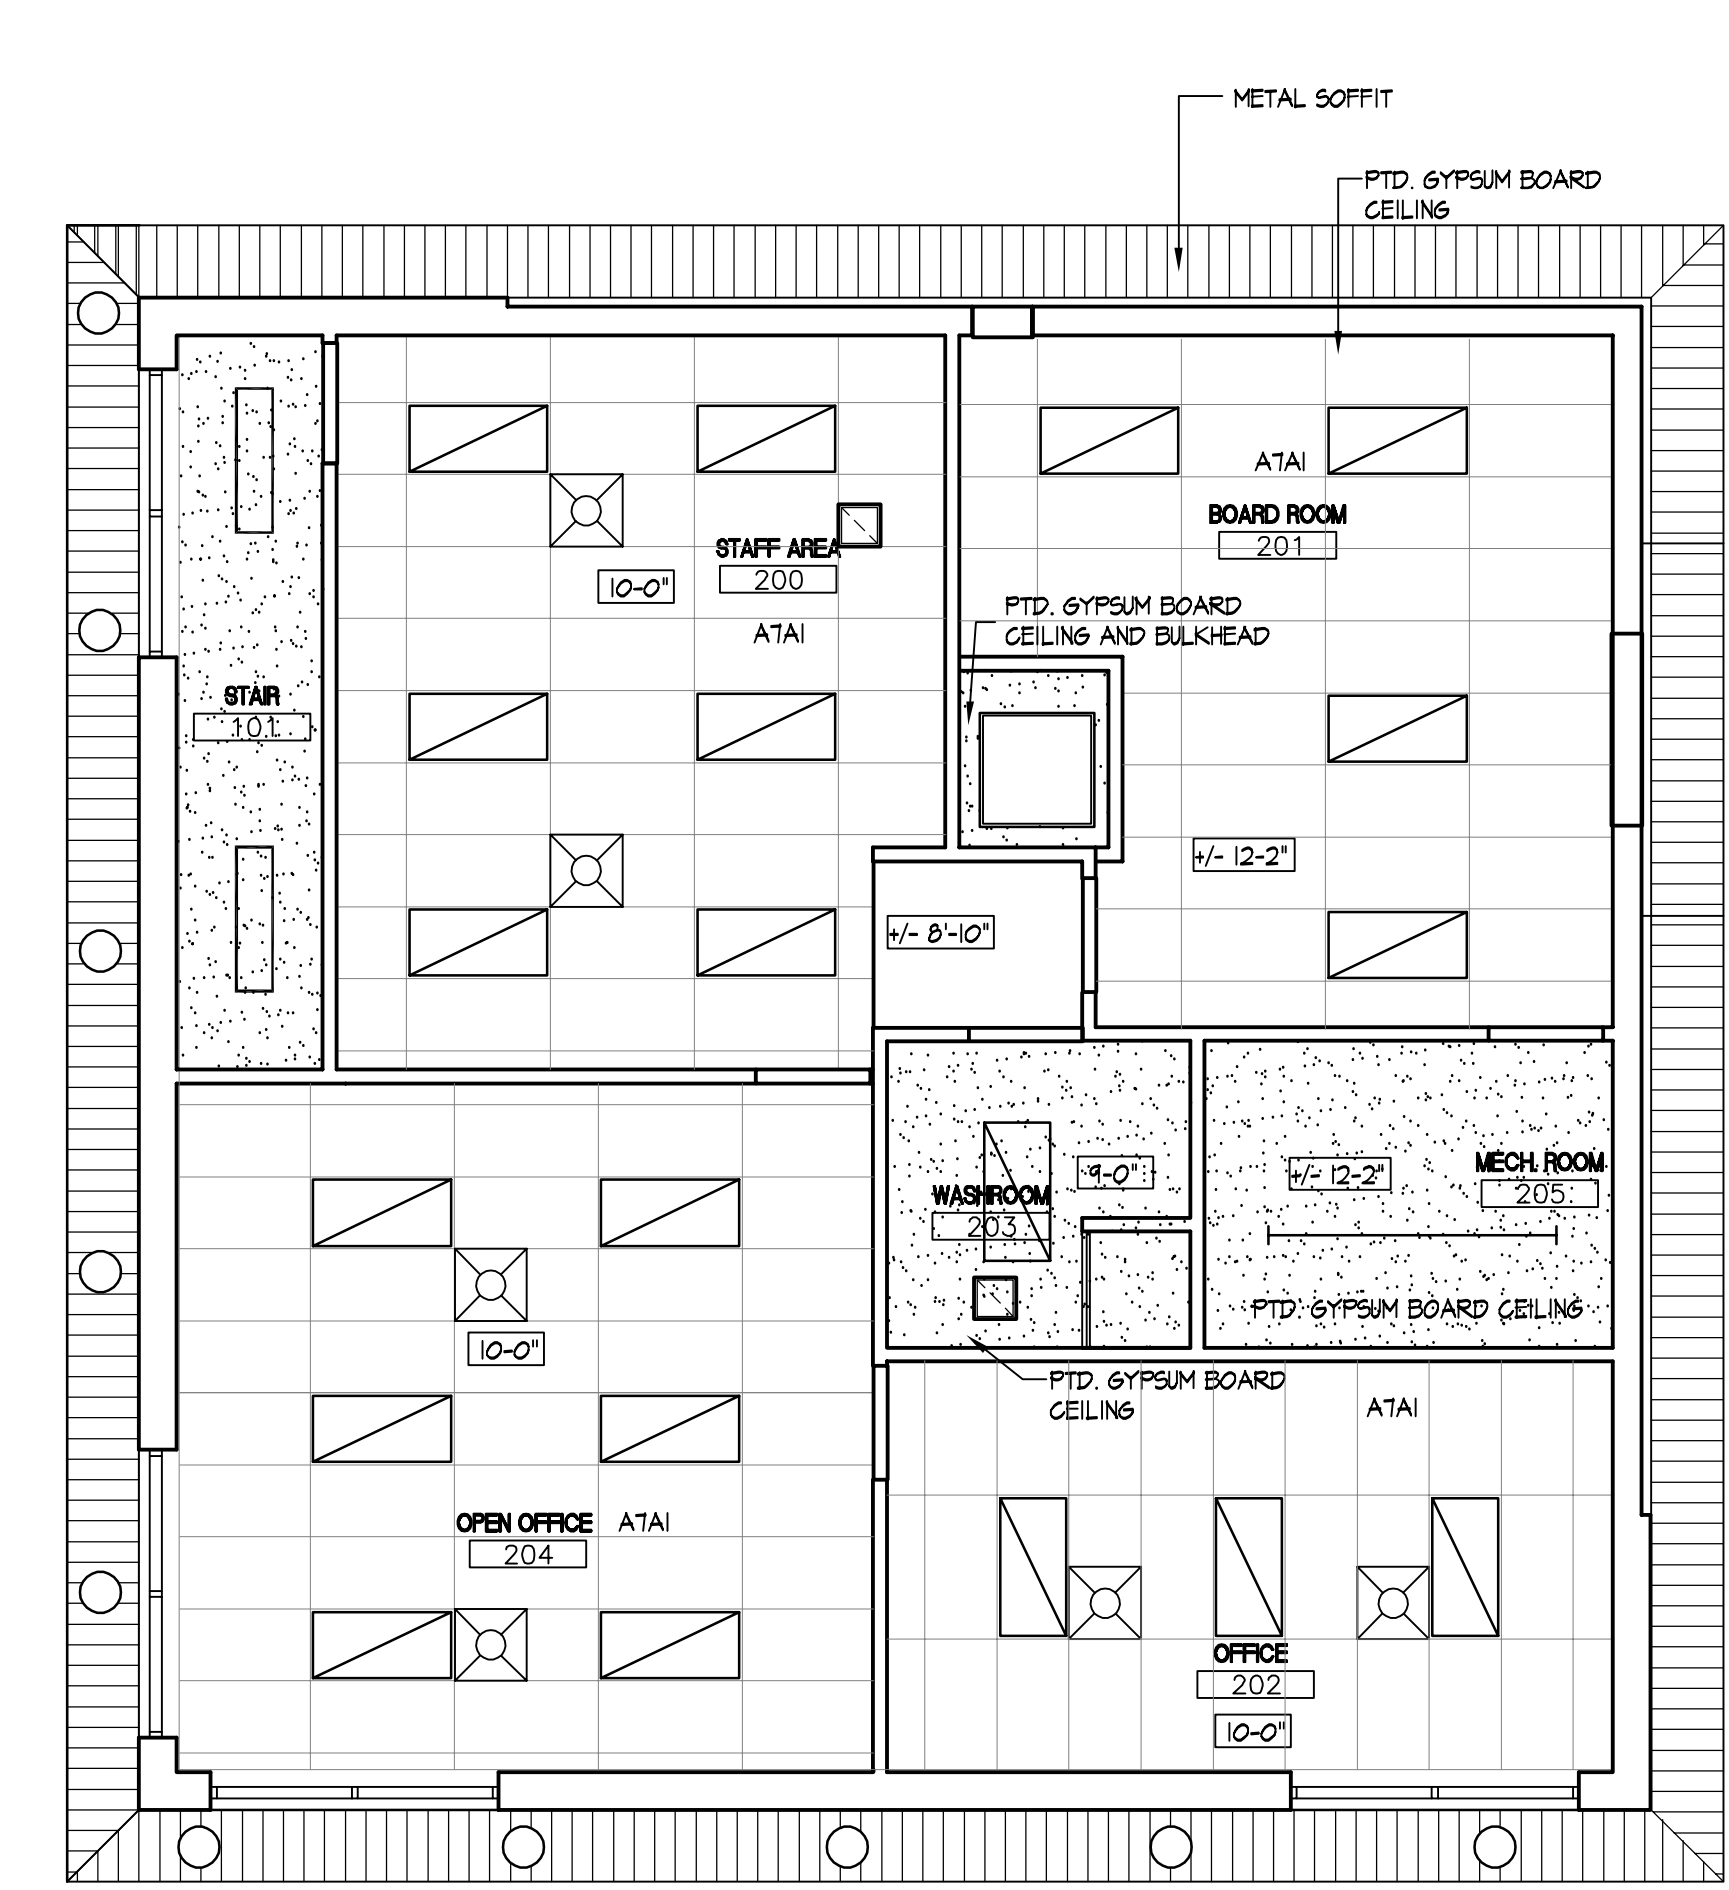 METAL SOFFIT
PTD. GYPSUM BOARD
CEILING
A7A1
BOARD ROOM
201
STAFF AREA
200
10-0"
A7A1
PTD. GYPSUM BOARD
CEILING AND BULKHEAD
STAIR
101
+/- 12-2"
+/- 8'-10"
9-0"
WASHROOM
203
+/- 12-2"
MECH. ROOM
205
PTD. GYPSUM BOARD CEILING
10-0"
PTD. GYPSUM BOARD
CEILING
A7A1
OPEN OFFICE A7A1
204
OFFICE
202
10-0"